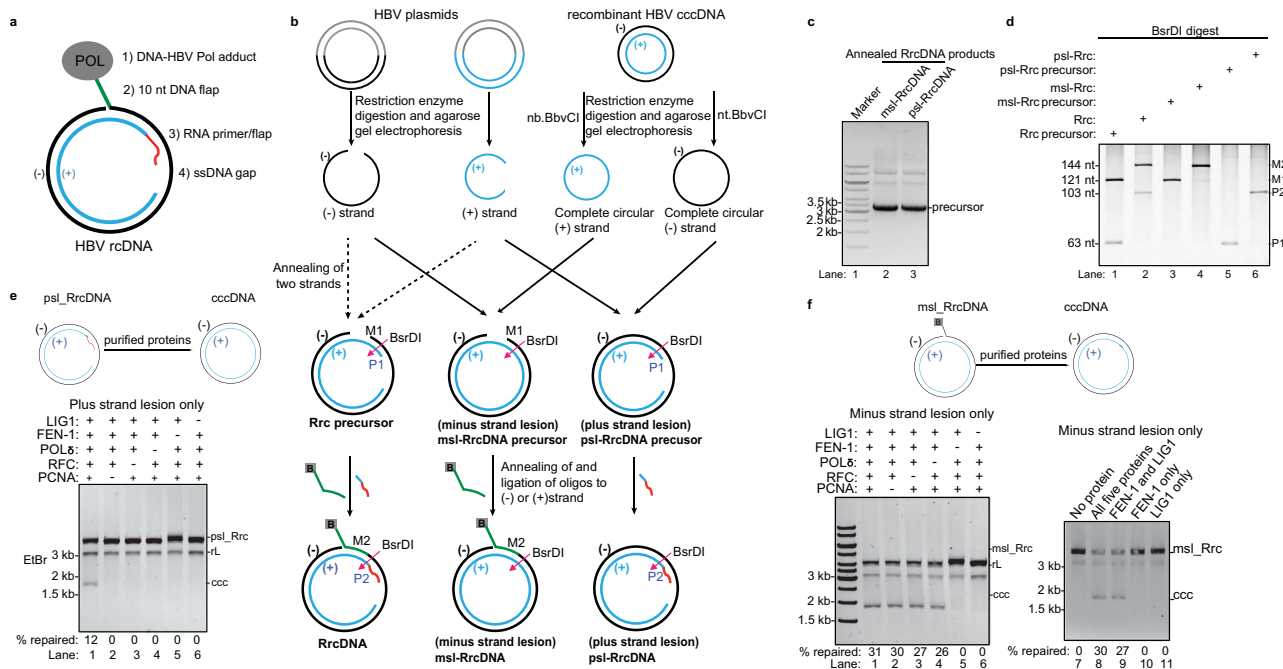 a
POL
1) DNA-HBV Pol adduct
2) 10 nt DNA flap
3) RNA primer/flap
4) ssDNA gap
(-)
(+)
HBV rcDNA
b
HBV plasmids
recombinant HBV cccDNA
(-)
(+)
Restriction enzyme
digestion and agarose
gel electrophoresis
nb.BbvCI
Restriction enzyme
digestion and agarose
gel electrophoresis
nt.BbvCI
(-)
(+)
(+)
(-)
(-) strand
(+) strand
Complete circular
(+) strand
Complete circular
(-) strand
Annealing of
two strands
(-)
M1
BsrDI
(+)
P1
Rrc precursor
(-)
M1
BsrDI
(+)
(minus strand lesion)
msl-RrcDNA precursor
(-)
BsrDI
(+)
P1
(plus strand lesion)
psl-RrcDNA precursor
Annealing of and
ligation of oligos to
(-) or (+)strand
B
B
B
M2
BsrDI
(-)
(+)
P2
RrcDNA
B
M2
BsrDI
(-)
(+)
(minus strand lesion)
msl-RrcDNA
BsrDI
(-)
(+)
P2
(plus strand lesion)
psl-RrcDNA
c
Annealed RrcDNA products
Marker
msl-RrcDNA
psl-RrcDNA
3.5 kb
3 kb
2.5 kb
2 kb
precursor
Lane: 1 2 3
d
BsrDI digest
psl-Rrc: +
psl-Rrc precursor: +
msl-Rrc: +
msl-Rrc precursor: +
Rrc: +
Rrc precursor: +
144 nt
121 nt
103 nt
63 nt
M2
M1
P2
P1
Lane: 1 2 3 4 5 6
e
psl_RrcDNA
cccDNA
(-)
(+)
purified proteins
(-)
(+)
Plus strand lesion only
LIG1: + + + + + -
FEN-1: + + + + - +
POLδ: + + + - + +
RFC: + + - + + +
PCNA: + - + + + +
EtBr
3 kb
2 kb
1.5 kb
psl_Rrc
rL
ccc
% repaired: 12 0 0 0 0 0
Lane: 1 2 3 4 5 6
f
msl_RrcDNA
cccDNA
B
(-)
(+)
purified proteins
(-)
(+)
Minus strand lesion only
LIG1: + + + + + -
FEN-1: + + + + - +
POLδ: + + + - + +
RFC: + + - + + +
PCNA: + - + + + +
3 kb
2 kb
1.5 kb
msl_Rrc
rL
ccc
% repaired: 31 30 27 26 0 0
Lane: 1 2 3 4 5 6
Minus strand lesion only
No protein
All five proteins
FEN-1 and LIG1
FEN-1 only
LIG1 only
3 kb
2 kb
1.5 kb
msl_Rrc
ccc
% repaired: 0 30 27 0 0
Lane: 7 8 9 10 11